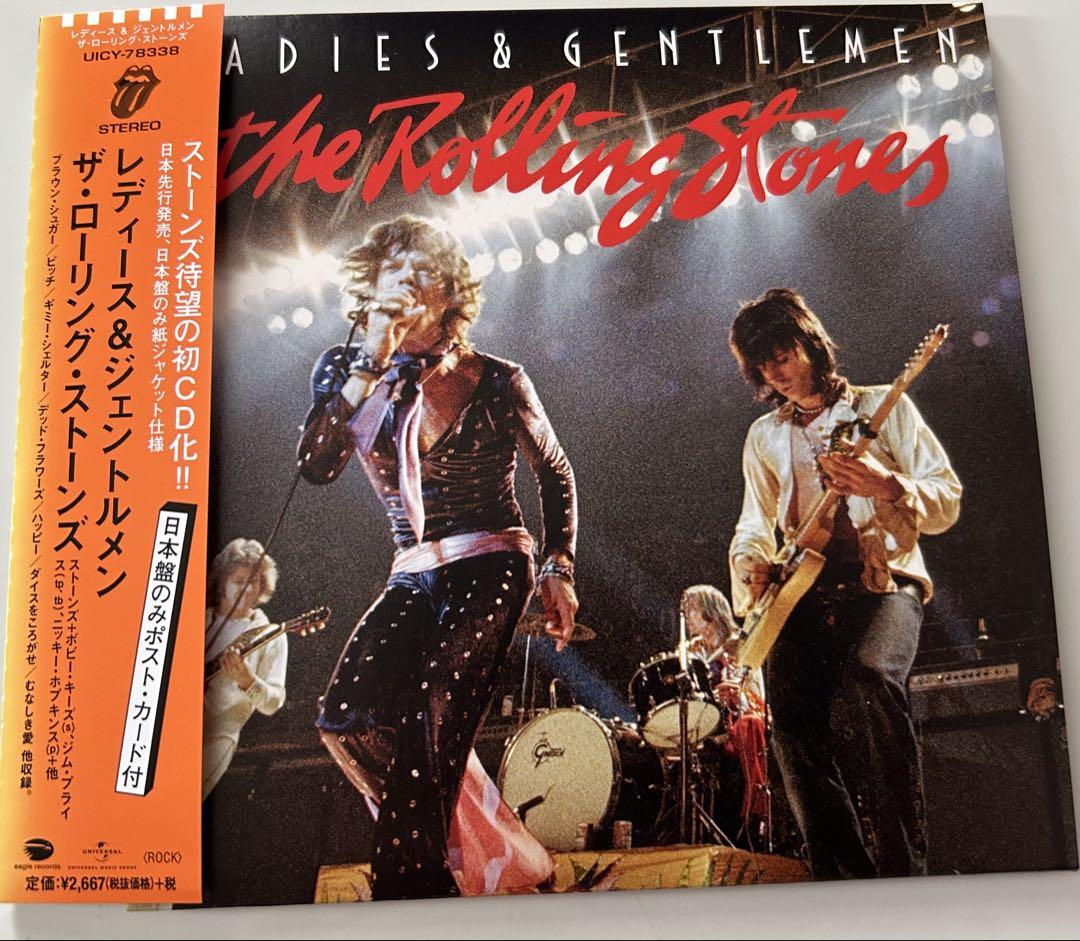 レディース & ジェントルメン
ザ・ローリング・ストーンズ
UICY-78338
STEREO
ストーンズ待望の初CD化!!
日本先行発売、日本盤のみ紙ジャケット仕様
レディース&ジェントルメン
ザ・ローリング・ストーンズ
ストーンズ+ボビー・キーズ(s)、ジム・プライ
ス(tp, tb)、ニッキー・ホプキンス(p)+他
ブラウン・シュガー/ビッチ/ギミー・シェルター/デッド・フラワーズ/ハッピー/ダイスをころがせ/むなしき愛 他収録。
日本盤のみポスト・カード付
eagle records
UNIVERSAL
UNIVERSAL MUSIC GROUP
〈ROCK〉
定価:¥2,667(税抜価格)+税
ADIES & GENTLEMEN
the Rolling Stones
Gretsch